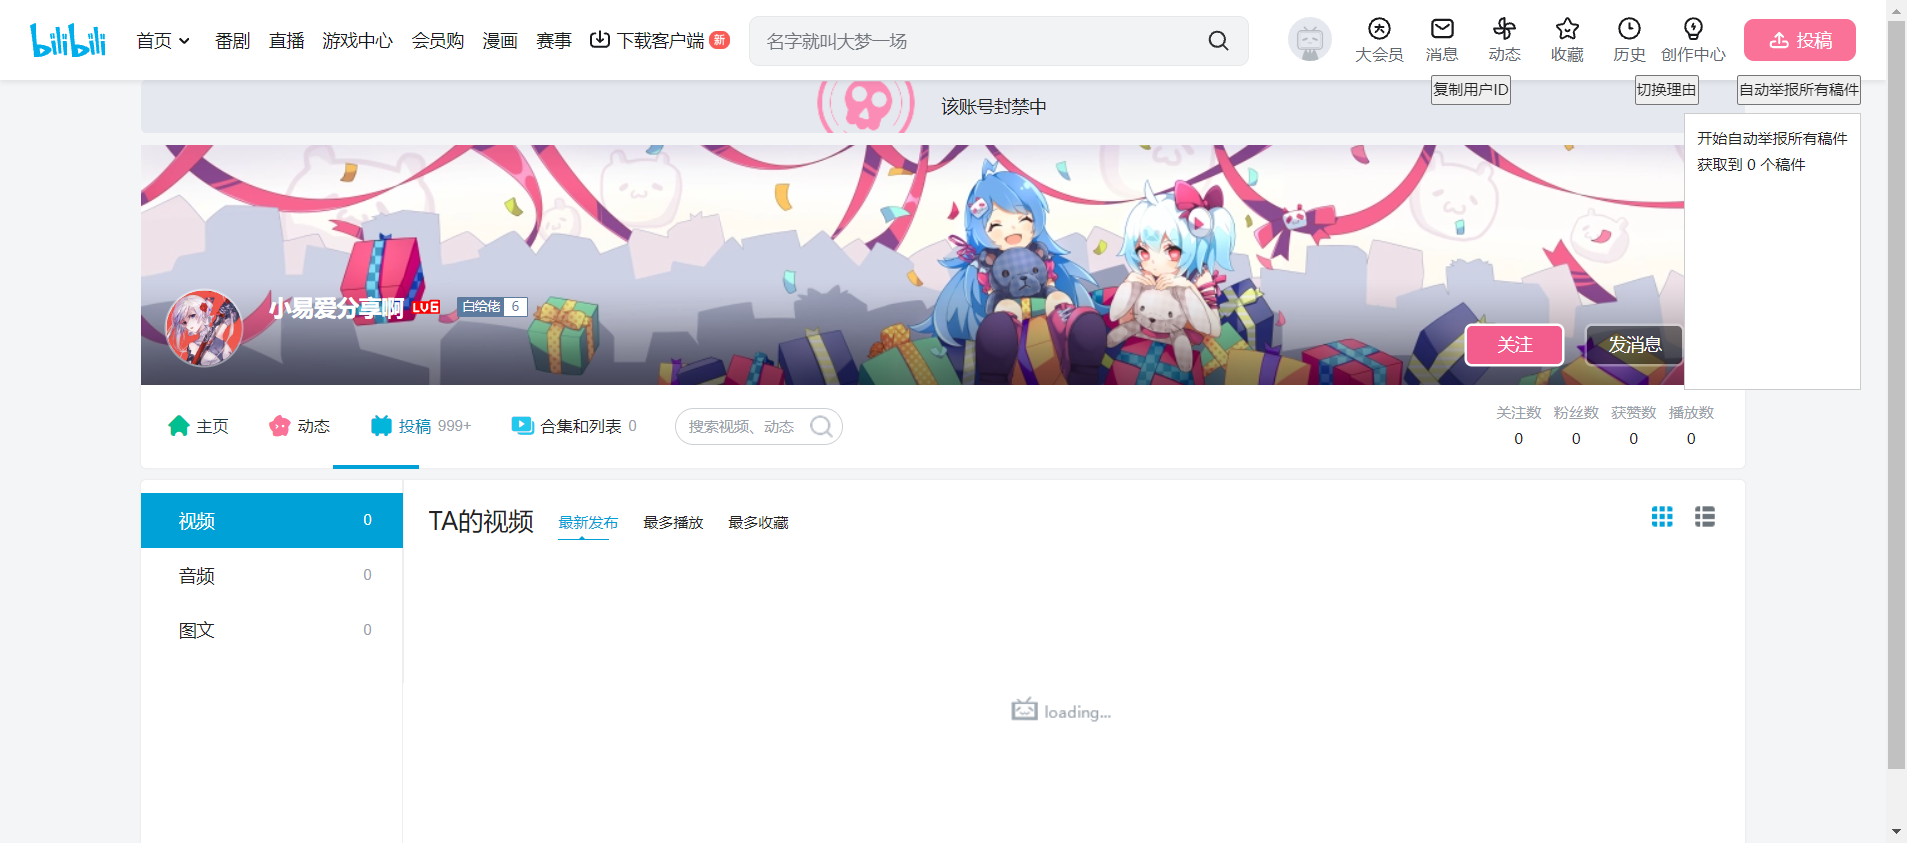 bilibili
首页 番剧 直播 游戏中心 会员购 漫画 赛事 下载客户端 新
名字就叫大梦一场
大会员 消息 动态 收藏 历史 创作中心 投稿
复制用户ID 切换理由 自动举报所有稿件
该账号封禁中
开始自动举报所有稿件
获取到 0 个稿件
小易爱分享啊 LV6 白给佬 6
关注 发消息
主页 动态 投稿 999+ 合集和列表 0 搜索视频、动态
关注数 粉丝数 获赞数 播放数
0 0 0 0
视频 0
音频 0
图文 0
TA的视频 最新发布 最多播放 最多收藏
loading...